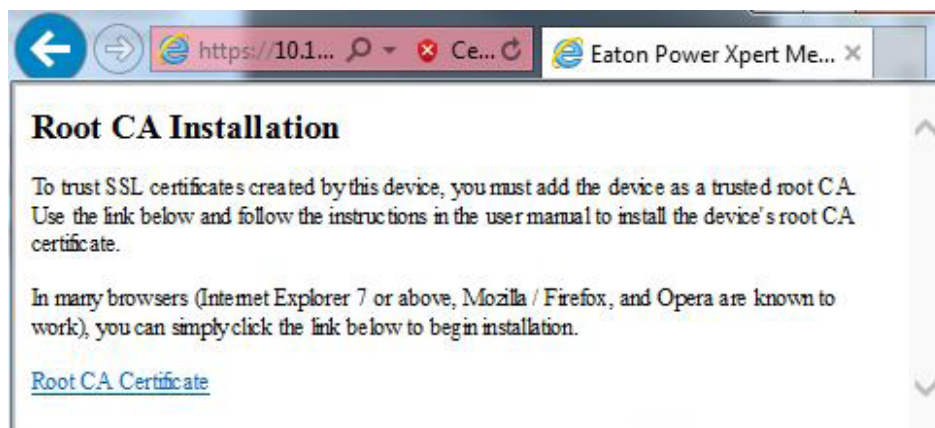 https://10.1... Ce... Eaton Power Xpert Me...
Root CA Installation
To trust SSL certificates created by this device, you must add the device as a trusted root CA.
Use the link below and follow the instructions in the user manual to install the device's root CA
certificate.
In many browsers (Internet Explorer 7 or above, Mozilla / Firefox, and Opera are known to
work), you can simply click the link below to begin installation.
Root CA Certificate